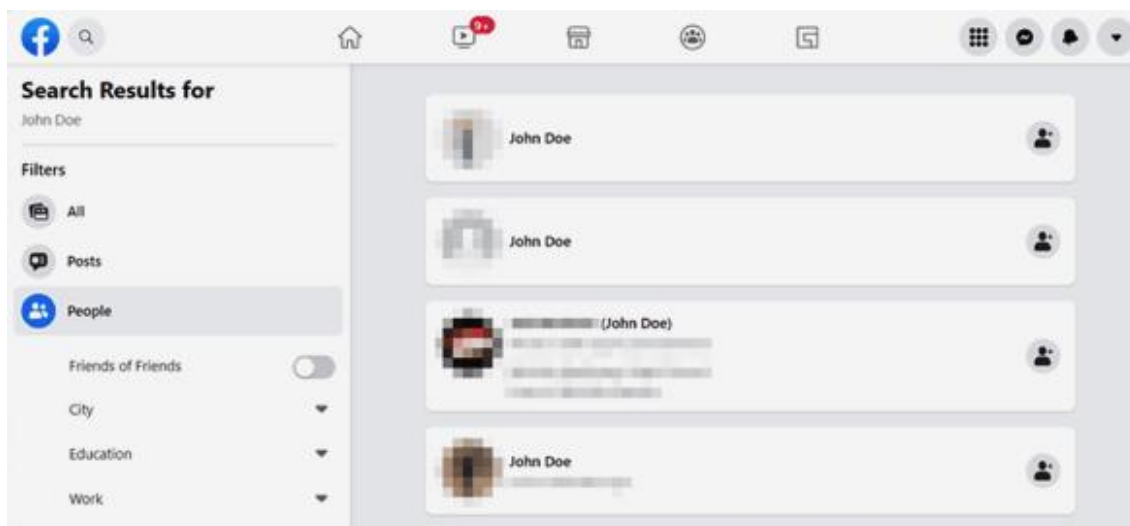 9+
Search Results for
John Doe
Filters
All
Posts
People
Friends of Friends
City
Education
Work
John Doe
John Doe
(John Doe)
John Doe